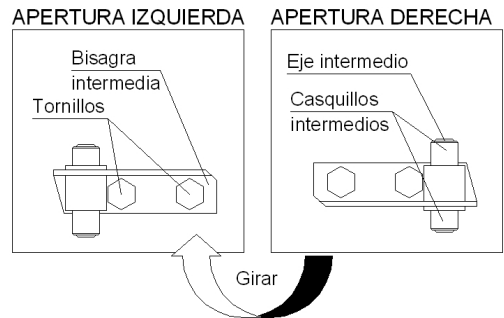 APERTURA IZQUIERDA
Bisagra
intermedia
Tornillos
APERTURA DERECHA
Eje intermedio
Casquillos
intermedios
Girar